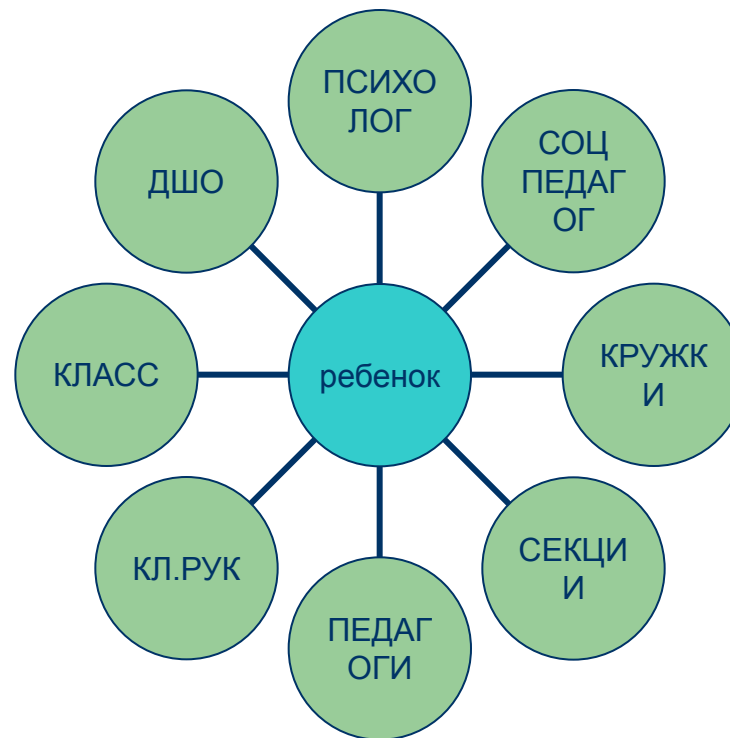 ПСИХО
ЛОГ
СОЦ
ПЕДАГ
ОГ
ДШО
КЛАСС
ребенок
КРУЖК
И
КЛ.РУК
СЕКЦИ
И
ПЕДАГ
ОГИ